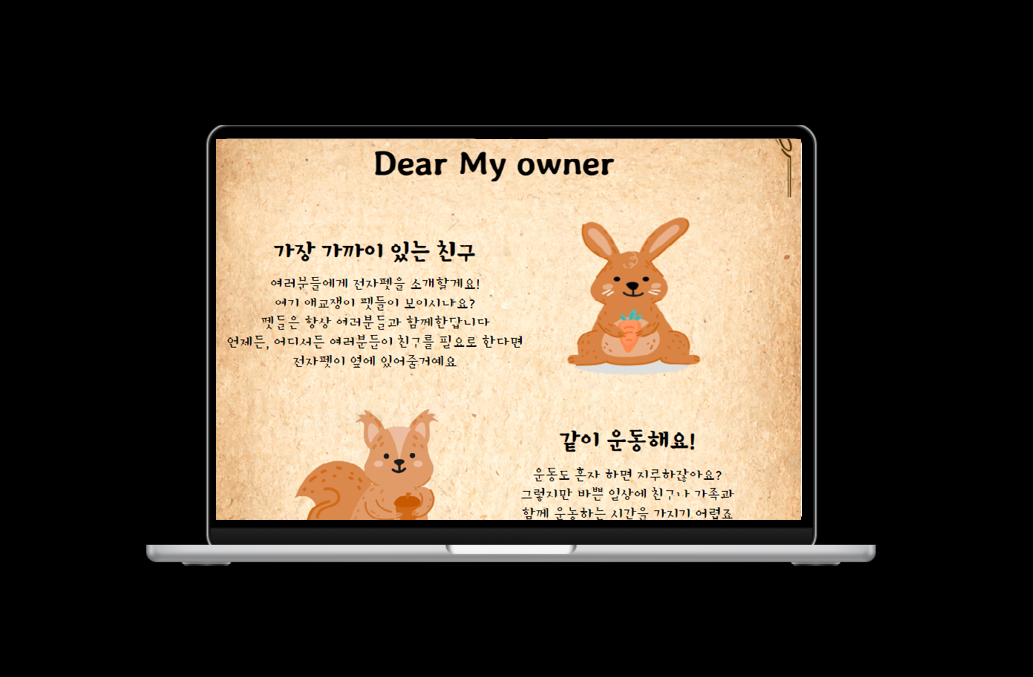 Dear My owner
가장 가까이 있는 친구
여러분들에게 전자펫을 소개할게요!
여기 애교쟁이 펫들이 보이시나요?
펫들은 항상 여러분들과 함께한답니다
언제든, 어디서든 여러분들이 친구를 필요로 한다면
전자펫이 옆에 있어줄거예요
같이 운동해요!
운동도 혼자 하면 지루하잖아요?
그렇지만 바쁜 일상에 친구나 가족과
함께 운동하는 시간을 가지기 어렵죠